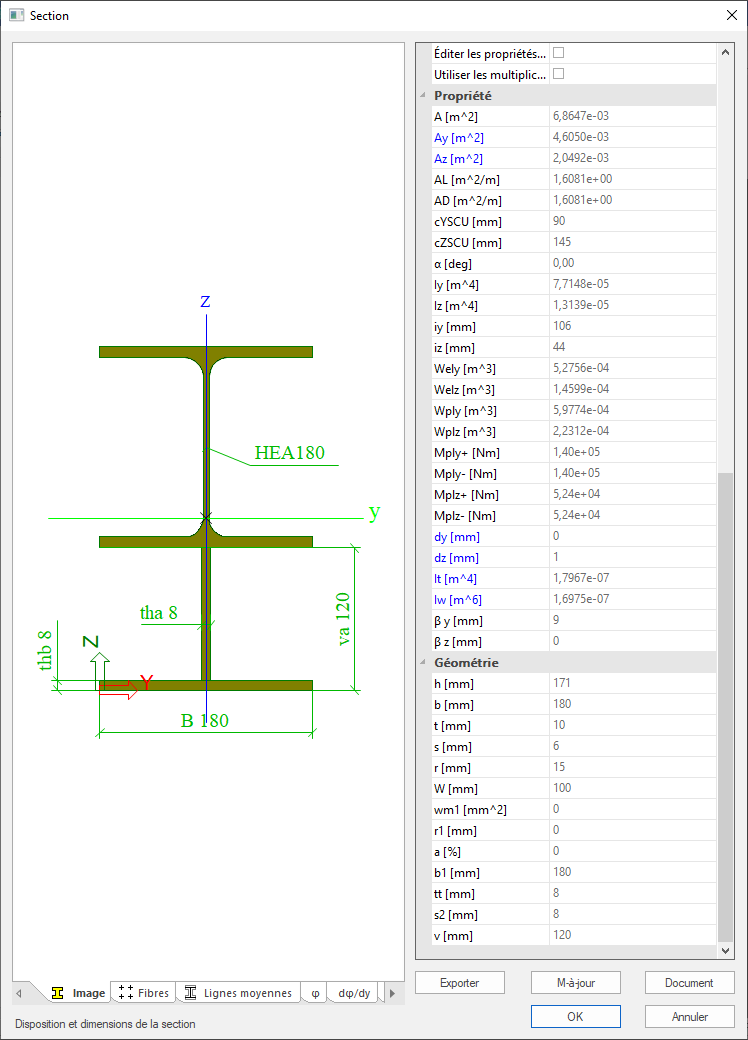 Section
Éditer les propriétés...
Utiliser les multiplic...
Propriété
A [m^2] 6,8647e-03
Ay [m^2] 4,6050e-03
Az [m^2] 2,0492e-03
AL [m^2/m] 1,6081e+00
AD [m^2/m] 1,6081e+00
cYSCU [mm] 90
cZSCU [mm] 145
α [deg] 0,00
Iy [m^4] 7,7148e-05
Iz [m^4] 1,3139e-05
iy [mm] 106
iz [mm] 44
Wely [m^3] 5,2756e-04
Welz [m^3] 1,4599e-04
Wply [m^3] 5,9774e-04
Wplz [m^3] 2,2312e-04
Mply+ [Nm] 1,40e+05
Mply- [Nm] 1,40e+05
Mplz+ [Nm] 5,24e+04
Mplz- [Nm] 5,24e+04
dy [mm] 0
dz [mm] 1
It [m^4] 1,7967e-07
Iw [m^6] 1,6975e-07
β y [mm] 9
β z [mm] 0
Géométrie
h [mm] 171
b [mm] 180
t [mm] 10
s [mm] 6
r [mm] 15
W [mm] 100
wm1 [mm^2] 0
r1 [mm] 0
a [%] 0
b1 [mm] 180
tt [mm] 8
s2 [mm] 8
v [mm] 120
z
HEA180
y
tha 8
va 120
thb 8
Z
Y
B 180
Image
Fibres
Lignes moyennes
φ
dφ/dy
Exporter
M-à-jour
Document
Disposition et dimensions de la section
OK
Annuler